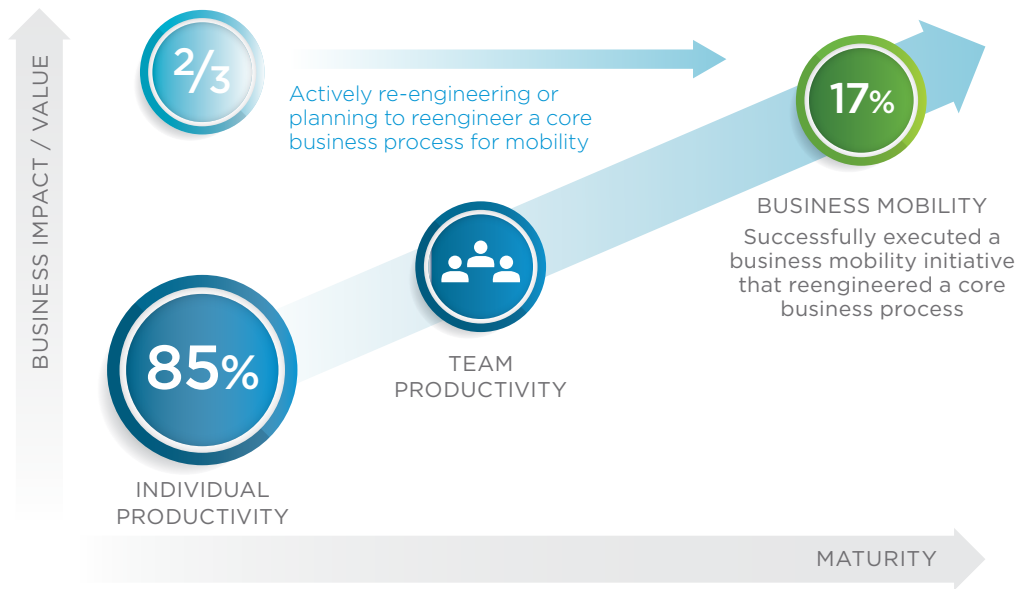 BUSINESS IMPACT / VALUE
2/3
Actively re-engineering or
planning to reengineer a core
business process for mobility
17%
BUSINESS MOBILITY
Successfully executed a
business mobility initiative
that reengineered a core
business process
TEAM
PRODUCTIVITY
85%
INDIVIDUAL
PRODUCTIVITY
MATURITY